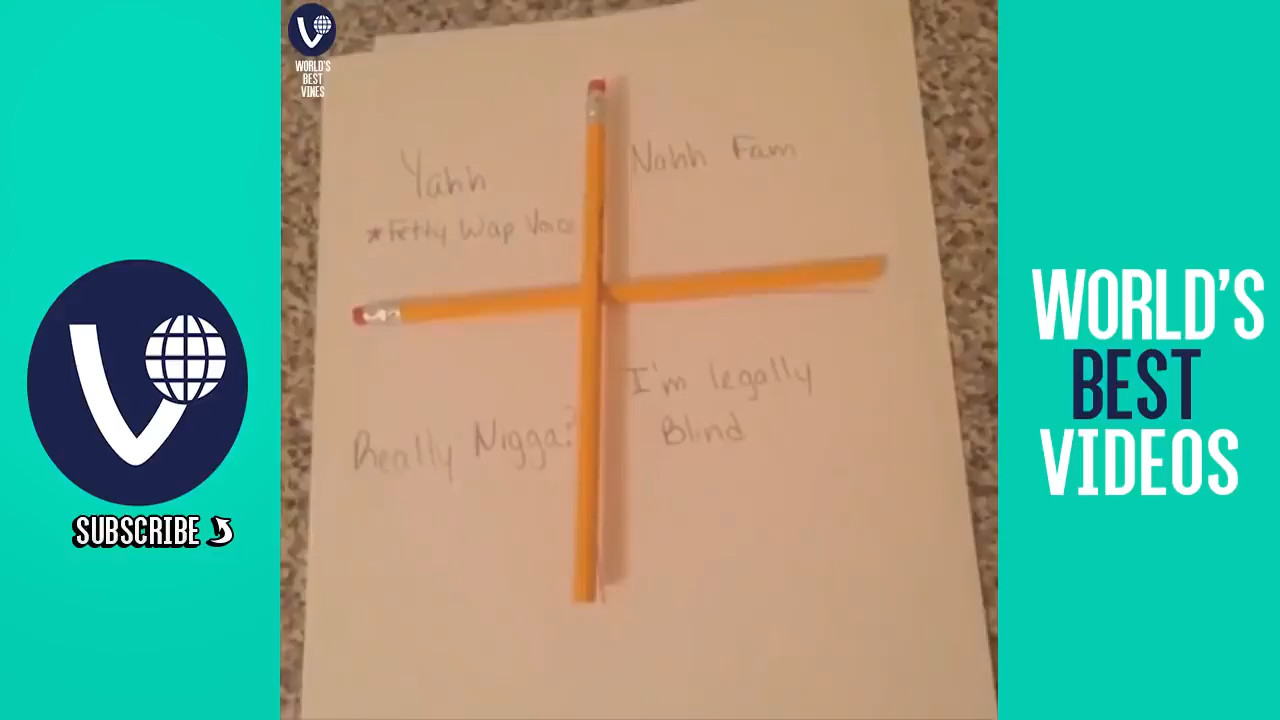 WORLD'S
BEST
VINES
Yahh
*Fetty Wap Voice
Nahh Fam
Really Nigga?
I'm legally
Blind
SUBSCRIBE
WORLD'S
BEST
VIDEOS